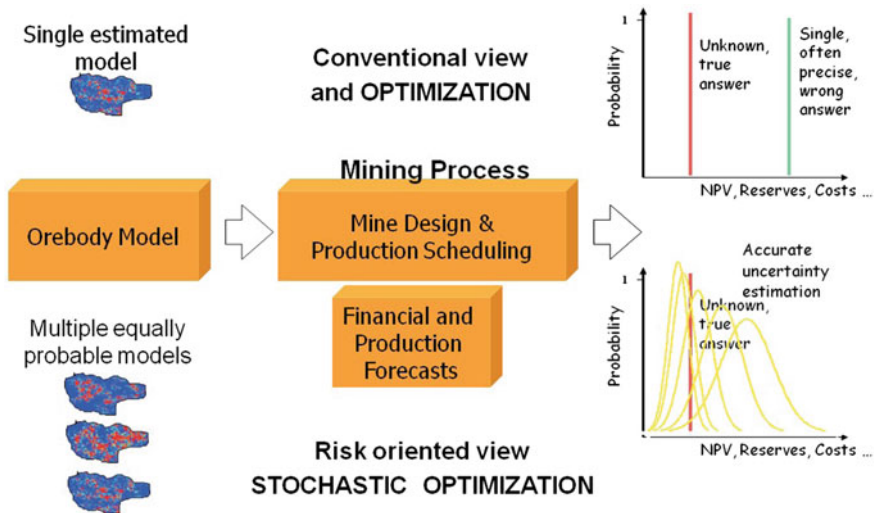 Single estimated
model
Conventional view
and OPTIMIZATION
1
Probability
Unknown,
true
answer
Single,
often
precise,
wrong
answer
NPV, Reserves, Costs ...
Orebody Model
Mining Process
Mine Design &
Production Scheduling
Financial and
Production
Forecasts
Multiple equally
probable models
Risk oriented view
STOCHASTIC OPTIMIZATION
1
Probability
Accurate
uncertainty
estimation
Unknown,
true
answer
NPV, Reserves, Costs ...